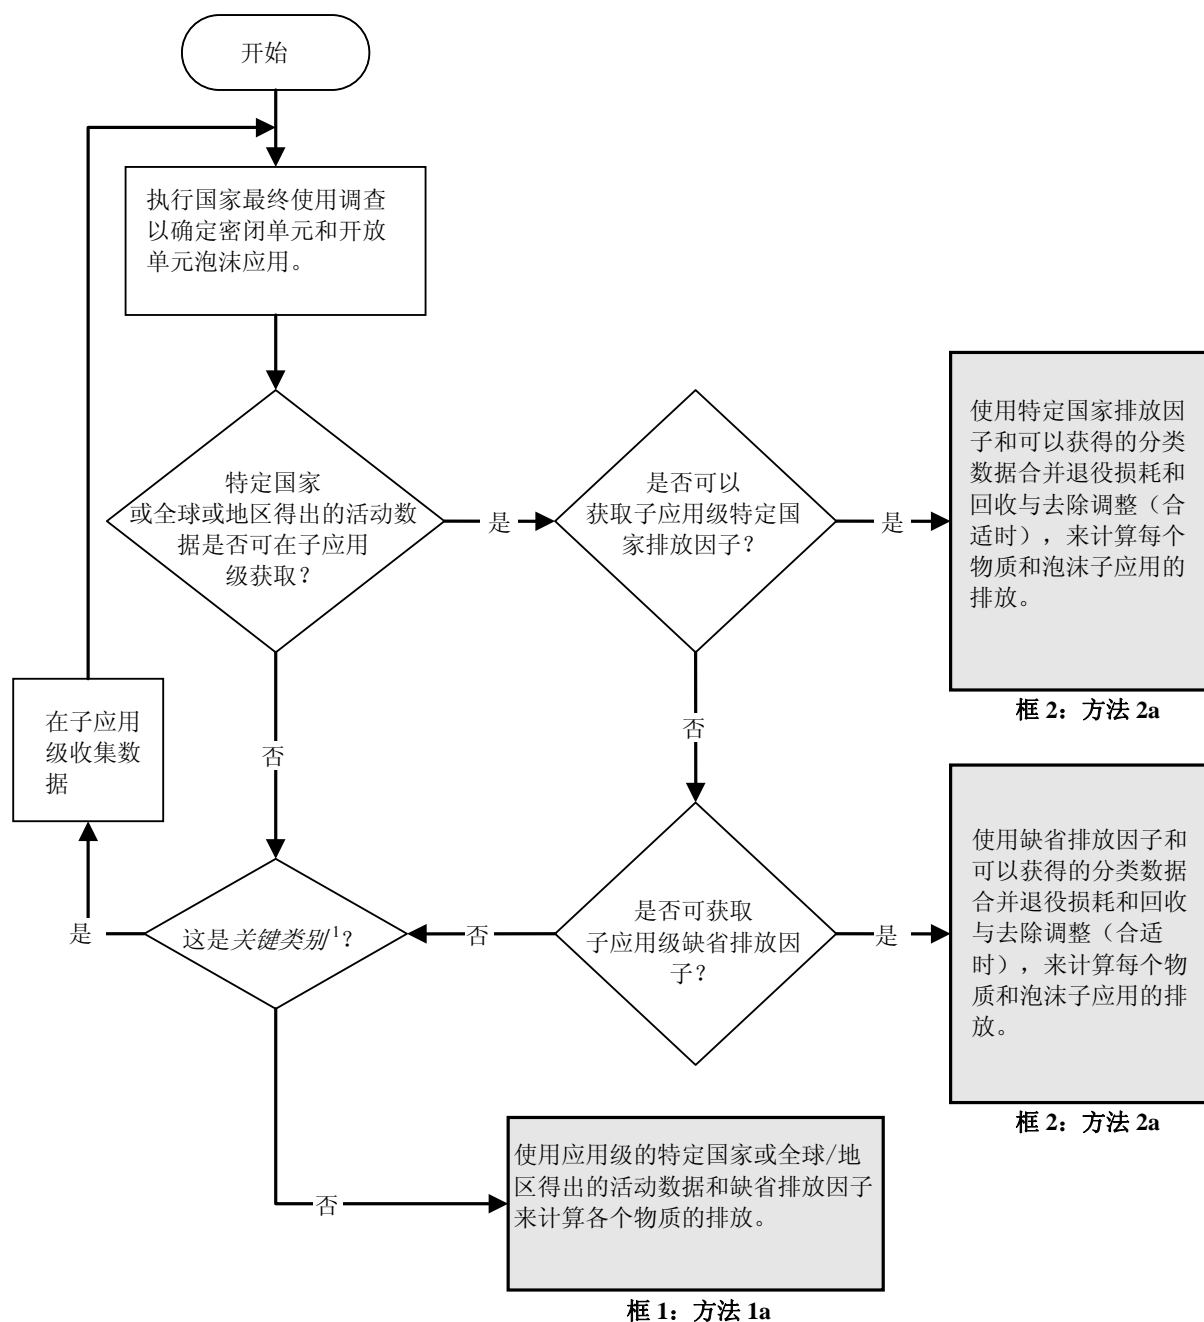 开始
执行国家最终使用调查
以确定密闭单元和开放
单元泡沫应用。
特定国家
或全球或地区得出的活动数
据是否可在子应用
级获取？
是
是否可以
获取子应用级特定国
家排放因子？
是
使用特定国家排放因
子和可以获得的分类
数据合并退役损耗和
回收与去除调整（合
适时），来计算每个
物质和泡沫子应用的
排放。
框 2：方法 2a
在子应用
级收集数
据
否
否
是
这是关键类别1？
否
是否可获取
子应用级缺省排放因
子？
是
使用缺省排放因子和
可以获得的分类数据
合并退役损耗和回收
与去除调整（合适
时），来计算每个物
质和泡沫子应用的排
放。
框 2：方法 2a
否
使用应用级的特定国家或全球/地
区得出的活动数据和缺省排放因子
来计算各个物质的排放。
框 1：方法 1a